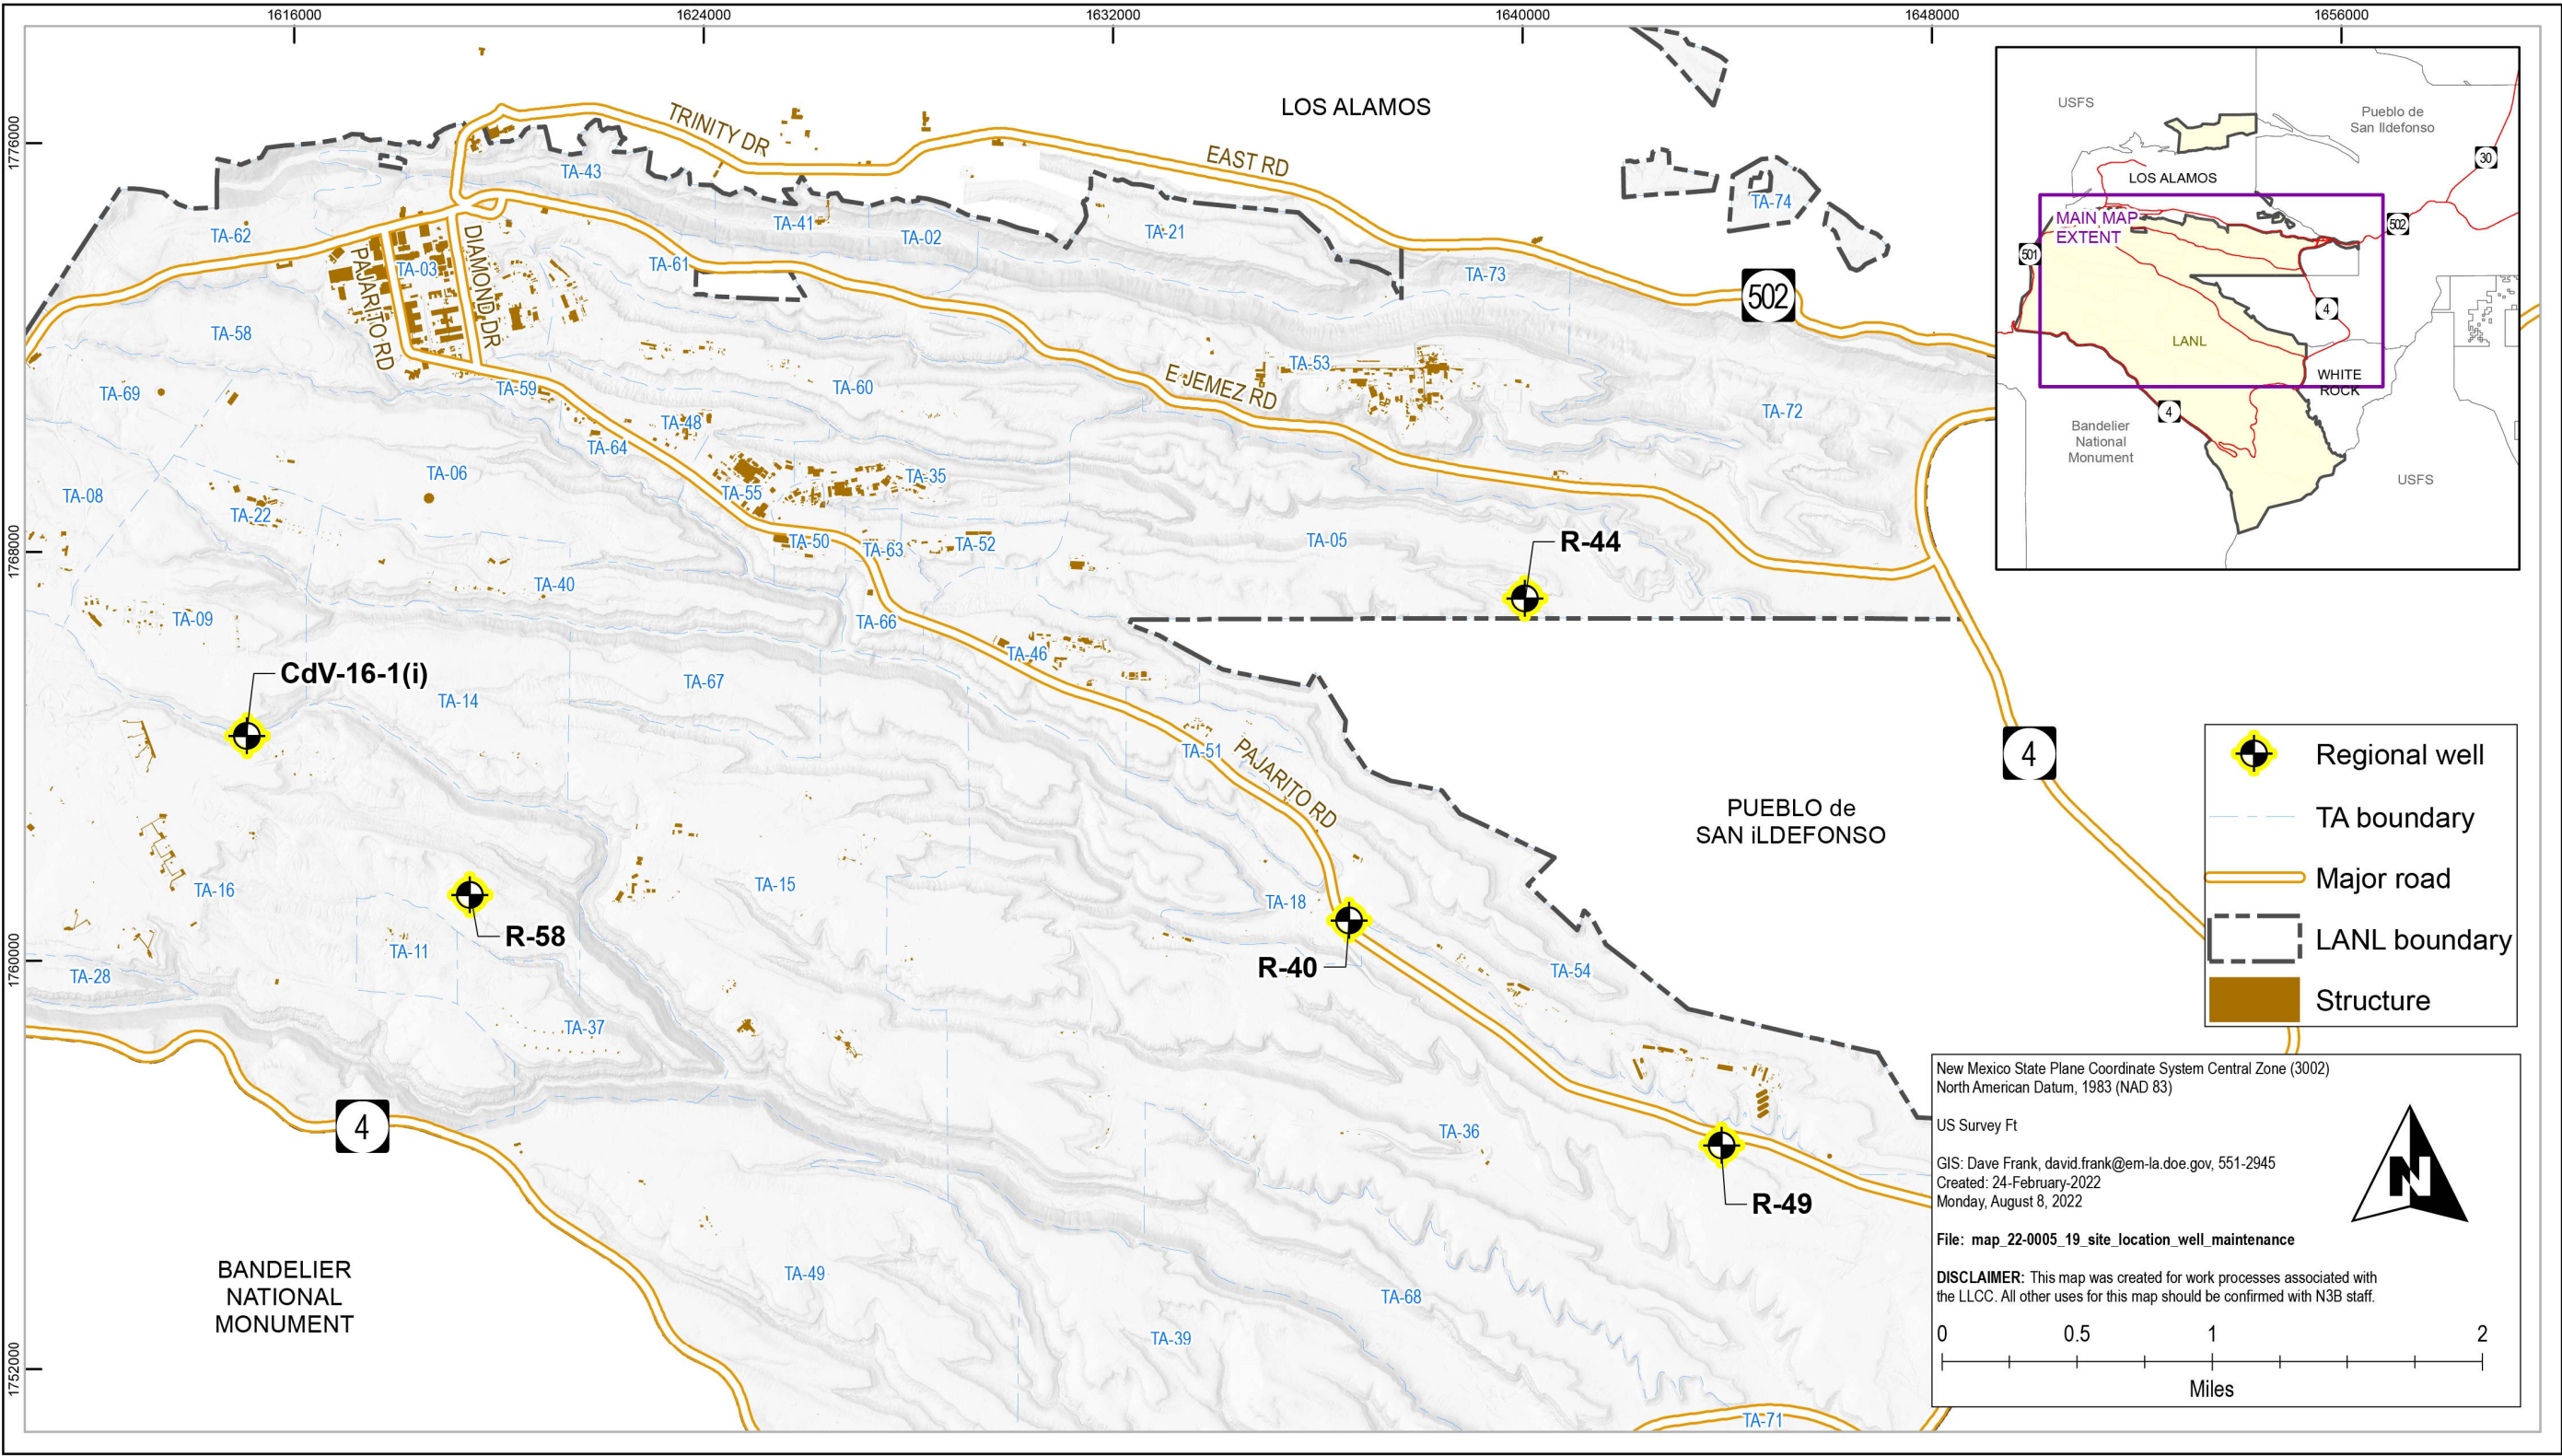 1616000
1624000
1632000
1640000
1648000
1656000
1776000
1768000
1760000
1752000
LOS ALAMOS
TRINITY DR
EAST RD
TA-43
TA-62
TA-41
TA-02
TA-21
TA-74
PAJARITO RD
TA-03
DIAMOND DR
TA-61
TA-73
502
TA-58
TA-69
TA-59
TA-60
E JEMEZ RD
TA-53
TA-72
TA-48
TA-64
TA-06
TA-08
TA-22
TA-55
TA-35
TA-50
TA-63
TA-52
TA-05
R-44
TA-40
TA-09
TA-66
TA-46
CdV-16-1(i)
TA-14
TA-67
TA-51
PAJARITO RD
4
PUEBLO de
SAN iLDEFONSO
TA-16
TA-15
TA-18
R-58
TA-11
R-40
TA-54
TA-28
TA-37
4
TA-36
R-49
BANDELIER
NATIONAL
MONUMENT
TA-49
TA-68
TA-39
TA-71
USFS
Pueblo de
San Ildefonso
30
LOS ALAMOS
MAIN MAP
EXTENT
502
501
4
LANL
WHITE
ROCK
4
Bandelier
National
Monument
USFS
Regional well
TA boundary
Major road
LANL boundary
Structure
New Mexico State Plane Coordinate System Central Zone (3002)
North American Datum, 1983 (NAD 83)
US Survey Ft
GIS: Dave Frank, david.frank@em-la.doe.gov, 551-2945
Created: 24-February-2022
Monday, August 8, 2022
N
File: map_22-0005_19_site_location_well_maintenance
DISCLAIMER: This map was created for work processes associated with
the LLCC. All other uses for this map should be confirmed with N3B staff.
0 0.5 1 2
Miles